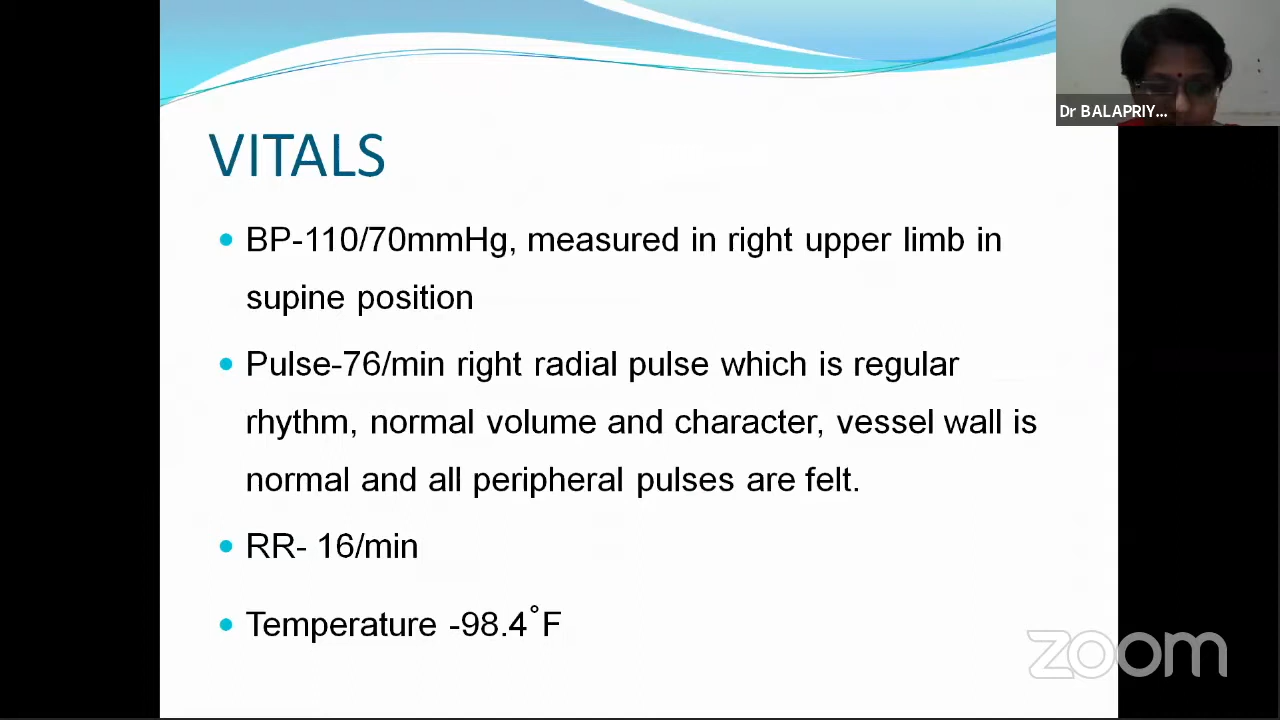 Dr BALAPRIY...
VITALS
BP-110/70mmHg, measured in right upper limb in
supine position
Pulse-76/min right radial pulse which is regular
rhythm, normal volume and character, vessel wall is
normal and all peripheral pulses are felt.
RR- 16/min
Temperature -98.4˚F
zoom